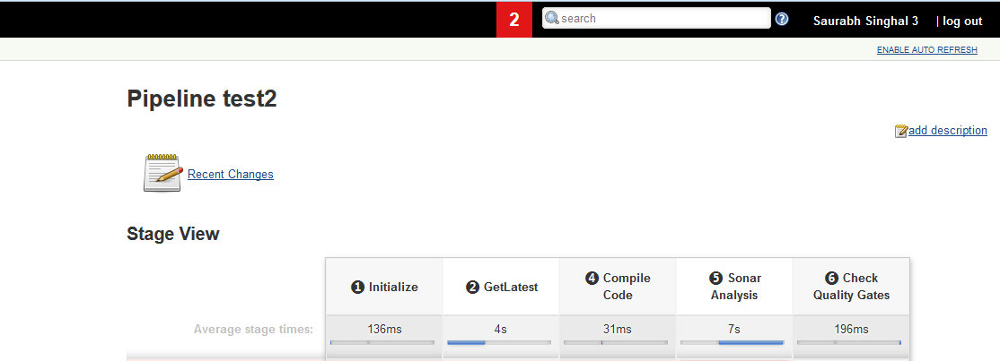 2 search ? Saurabh Singhal 3 | log out
ENABLE AUTO REFRESH
Pipeline test2
add description
Recent Changes
Stage View
❶ Initialize
❷ GetLatest
❹ Compile
Code
❺ Sonar
Analysis
❻ Check
Quality Gates
Average stage times:
136ms
4s
31ms
7s
196ms